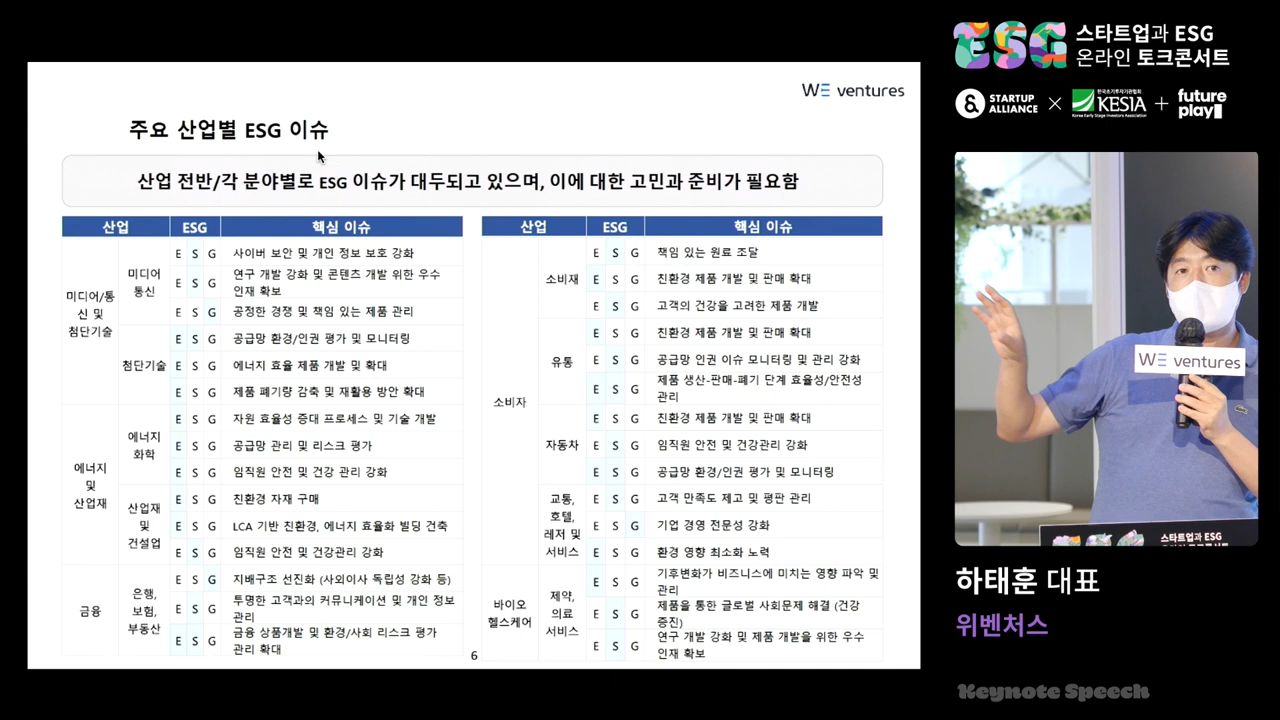 WE ventures
주요 산업별 ESG 이슈
산업 전반/각 분야별로 ESG 이슈가 대두되고 있으며, 이에 대한 고민과 준비가 필요함
산업 ESG 핵심 이슈
미디어/통
신 및
첨단기술
미디어
통신
E S G 사이버 보안 및 개인 정보 보호 강화
E S G 연구 개발 강화 및 콘텐츠 개발 위한 우수
인재 확보
E S G 공정한 경쟁 및 책임 있는 제품 관리
첨단기술
E S G 공급망 환경/인권 평가 및 모니터링
E S G 에너지 효율 제품 개발 및 확대
E S G 제품 폐기량 감축 및 재활용 방안 확대
에너지
및
산업재
에너지
화학
E S G 자원 효율성 증대 프로세스 및 기술 개발
E S G 공급망 관리 및 리스크 평가
E S G 임직원 안전 및 건강 관리 강화
산업재
및
건설업
E S G 친환경 자재 구매
E S G LCA 기반 친환경, 에너지 효율화 빌딩 건축
E S G 임직원 안전 및 건강관리 강화
금융
은행,
보험,
부동산
E S G 지배구조 선진화 (사외이사 독립성 강화 등)
E S G 투명한 고객과의 커뮤니케이션 및 개인 정보
관리
E S G 금융 상품개발 및 환경/사회 리스크 평가
관리 확대
산업 ESG 핵심 이슈
소비자
소비재
E S G 책임 있는 원료 조달
E S G 친환경 제품 개발 및 판매 확대
E S G 고객의 건강을 고려한 제품 개발
유통
E S G 친환경 제품 개발 및 판매 확대
E S G 공급망 인권 이슈 모니터링 및 관리 강화
E S G 제품 생산-판매-폐기 단계 효율성/안전성
관리
자동차
E S G 친환경 제품 개발 및 판매 확대
E S G 임직원 안전 및 건강관리 강화
E S G 공급망 환경/인권 평가 및 모니터링
교통,
호텔,
레저 및
서비스
E S G 고객 만족도 제고 및 평판 관리
E S G 기업 경영 전문성 강화
E S G 환경 영향 최소화 노력
바이오
헬스케어
제약,
의료
서비스
E S G 기후변화가 비즈니스에 미치는 영향 파악 및
관리
E S G 제품을 통한 글로벌 사회문제 해결 (건강
증진)
E S G 연구 개발 강화 및 제품 개발을 위한 우수
인재 확보
6
ESG 스타트업과 ESG
온라인 토크콘서트
STARTUP
ALLIANCE
×
한국초기투자기관협회
KESIA
Korea Early Stage Investors Association
+
future
play
WE ventures
스타트업과 ESG
하태훈 대표
위벤처스
Keynote Speech